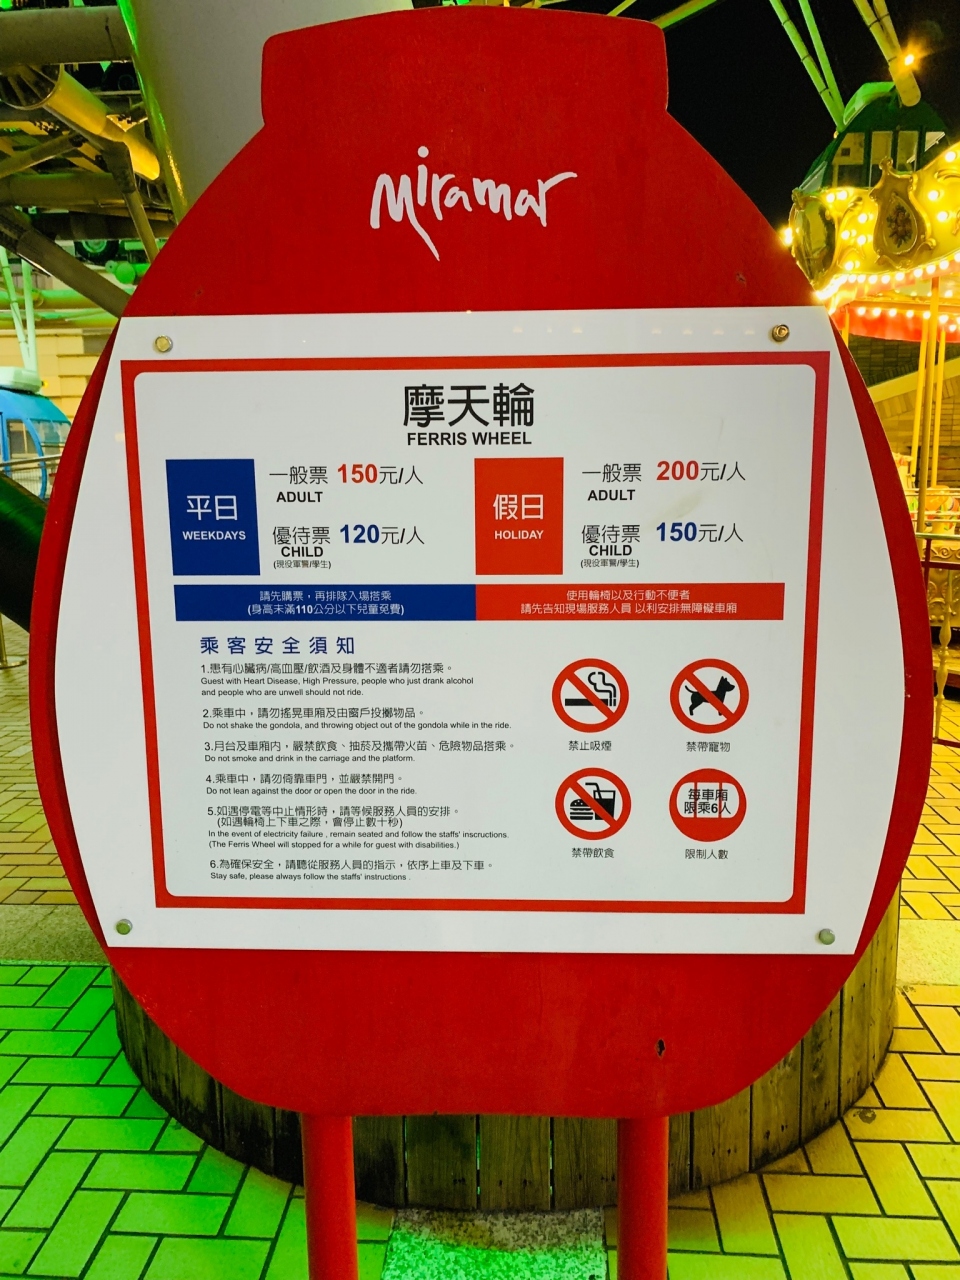 Miramar
摩天輪
FERRIS WHEEL
平日
WEEKDAYS
一般票 150元/人
ADULT
優待票 120元/人
CHILD
(現役軍警/學生)
假日
HOLIDAY
一般票 200元/人
ADULT
優待票 150元/人
CHILD
(現役軍警/學生)
請先購票，再排隊入場搭乘
(身高未滿110公分以下兒童免費)
使用輪椅以及行動不便者
請先告知現場服務人員 以利安排無障礙車廂
乘客安全須知
1.患有心臟病/高血壓/飲酒及身體不適者請勿搭乘。
Guest with Heart Disease, High Pressure, people who just drank alcohol
and people who are unwell should not ride.
2.乘車中，請勿搖晃車廂及由窗戶投擲物品。
Do not shake the gondola, and throwing object out of the gondola while in the ride.
3.月台及車廂內，嚴禁飲食、抽菸及攜帶火苗、危險物品搭乘。
Do not smoke and drink in the carriage and the platform.
4.乘車中，請勿倚靠車門，並嚴禁開門。
Do not lean against the door or open the door in the ride.
5.如遇停電等中止情形時，請等候服務人員的安排。
(如遇輪椅上下車之際，會停止數十秒)
In the event of electricity failure , remain seated and follow the staffs' inscructions.
(The Ferris Wheel will stopped for a while for guest with disabilities.)
6.為確保安全，請聽從服務人員的指示，依序上車及下車。
Stay safe, please always follow the staffs' instructions .
禁止吸煙
禁帶寵物
每車廂
限乘6人
禁帶飲食
限制人數